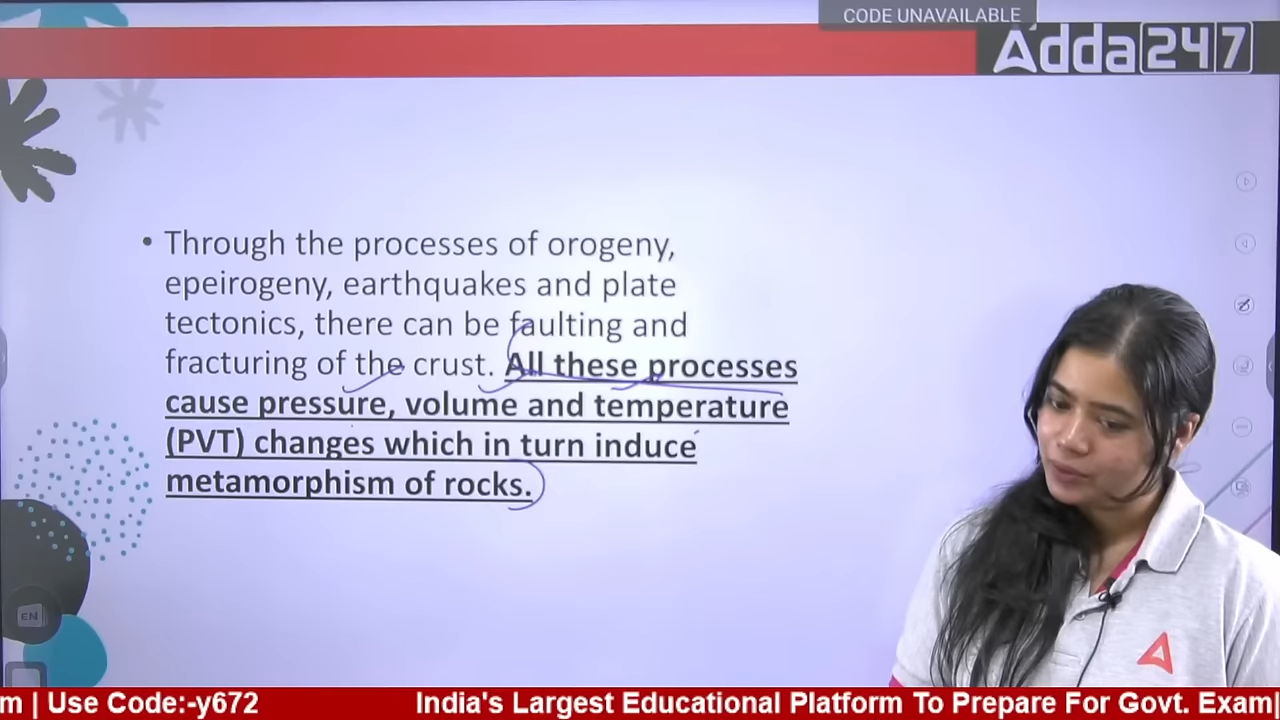 CODE UNAVAILABLE
Adda247
• Through the processes of orogeny,
epeirogeny, earthquakes and plate
tectonics, there can be faulting and
fracturing of the crust. All these processes
cause pressure, volume and temperature
(PVT) changes which in turn induce
metamorphism of rocks.
EN
m | Use Code:-y672 India's Largest Educational Platform To Prepare For Govt. Exam|